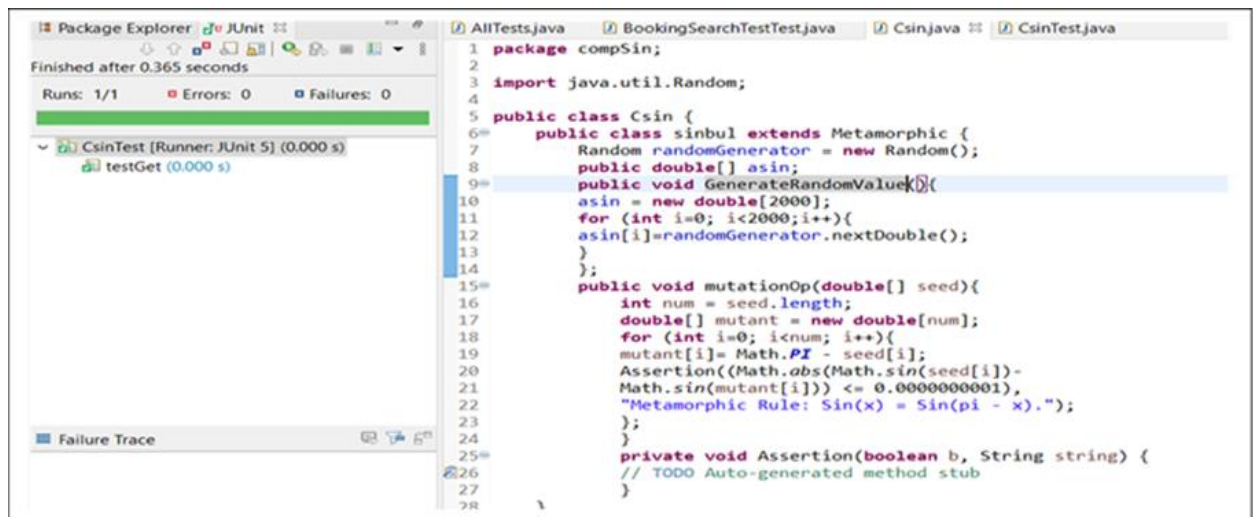 Package Explorer JUnit
Finished after 0.365 seconds
Runs: 1/1 Errors: 0 Failures: 0
CsinTest [Runner: JUnit 5] (0.000 s)
testGet (0.000 s)
Failure Trace
AllTests.java BookingSearchTestTest.java Csin.java CsinTest.java
1 package compSin;
2
3 import java.util.Random;
4
5 public class Csin {
6 public class sinbul extends Metamorphic {
7 Random randomGenerator = new Random();
8 public double[] asin;
9 public void GenerateRandomValue(){
10 asin = new double[2000];
11 for (int i=0; i<2000;i++){
12 asin[i]=randomGenerator.nextDouble();
13 }
14 };
15 public void mutationOp(double[] seed){
16 int num = seed.length;
17 double[] mutant = new double[num];
18 for (int i=0; i<num; i++){
19 mutant[i]= Math.PI - seed[i];
20 Assertion((Math.abs(Math.sin(seed[i])-
21 Math.sin(mutant[i])) <= 0.0000000001),
22 "Metamorphic Rule: Sin(x) = Sin(pi - x).");
23 };
24 }
25 private void Assertion(boolean b, String string) {
26 // TODO Auto-generated method stub
27 }
28 }